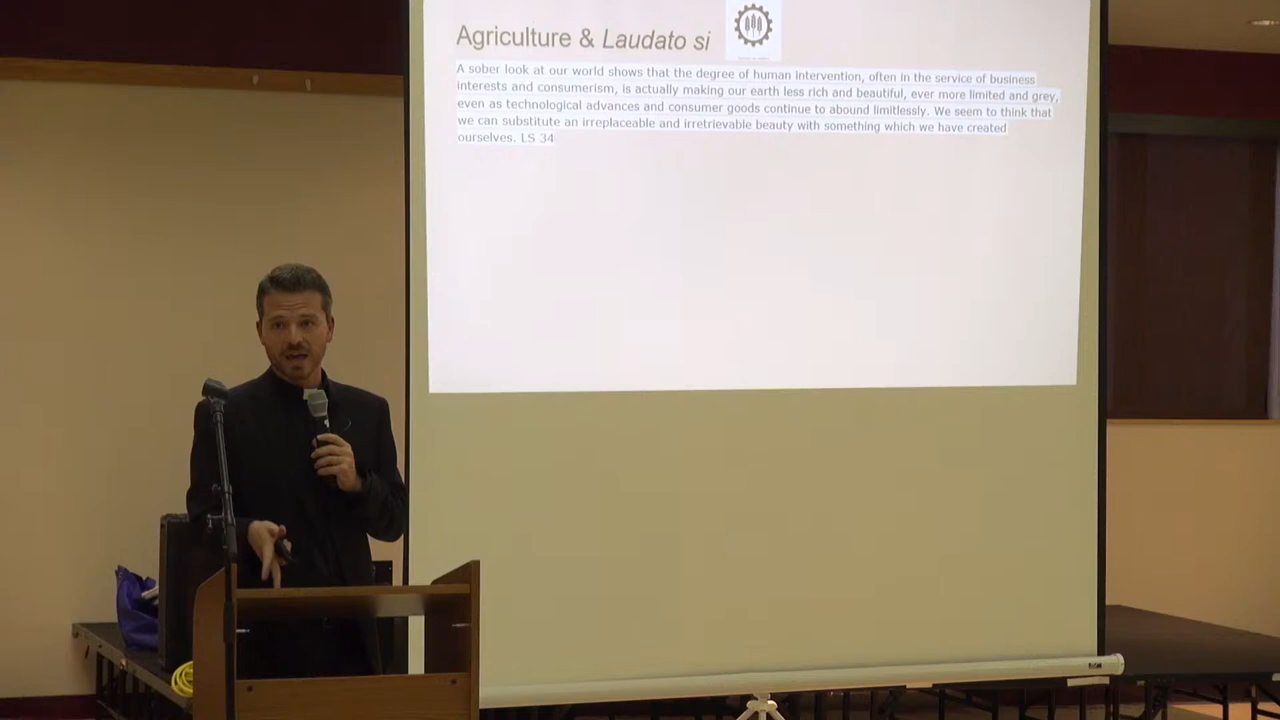 Agriculture & Laudato si
A sober look at our world shows that the degree of human intervention, often in the service of business
interests and consumerism, is actually making our earth less rich and beautiful, ever more limited and grey,
even as technological advances and consumer goods continue to abound limitlessly. We seem to think that
we can substitute an irreplaceable and irretrievable beauty with something which we have created
ourselves. LS 34